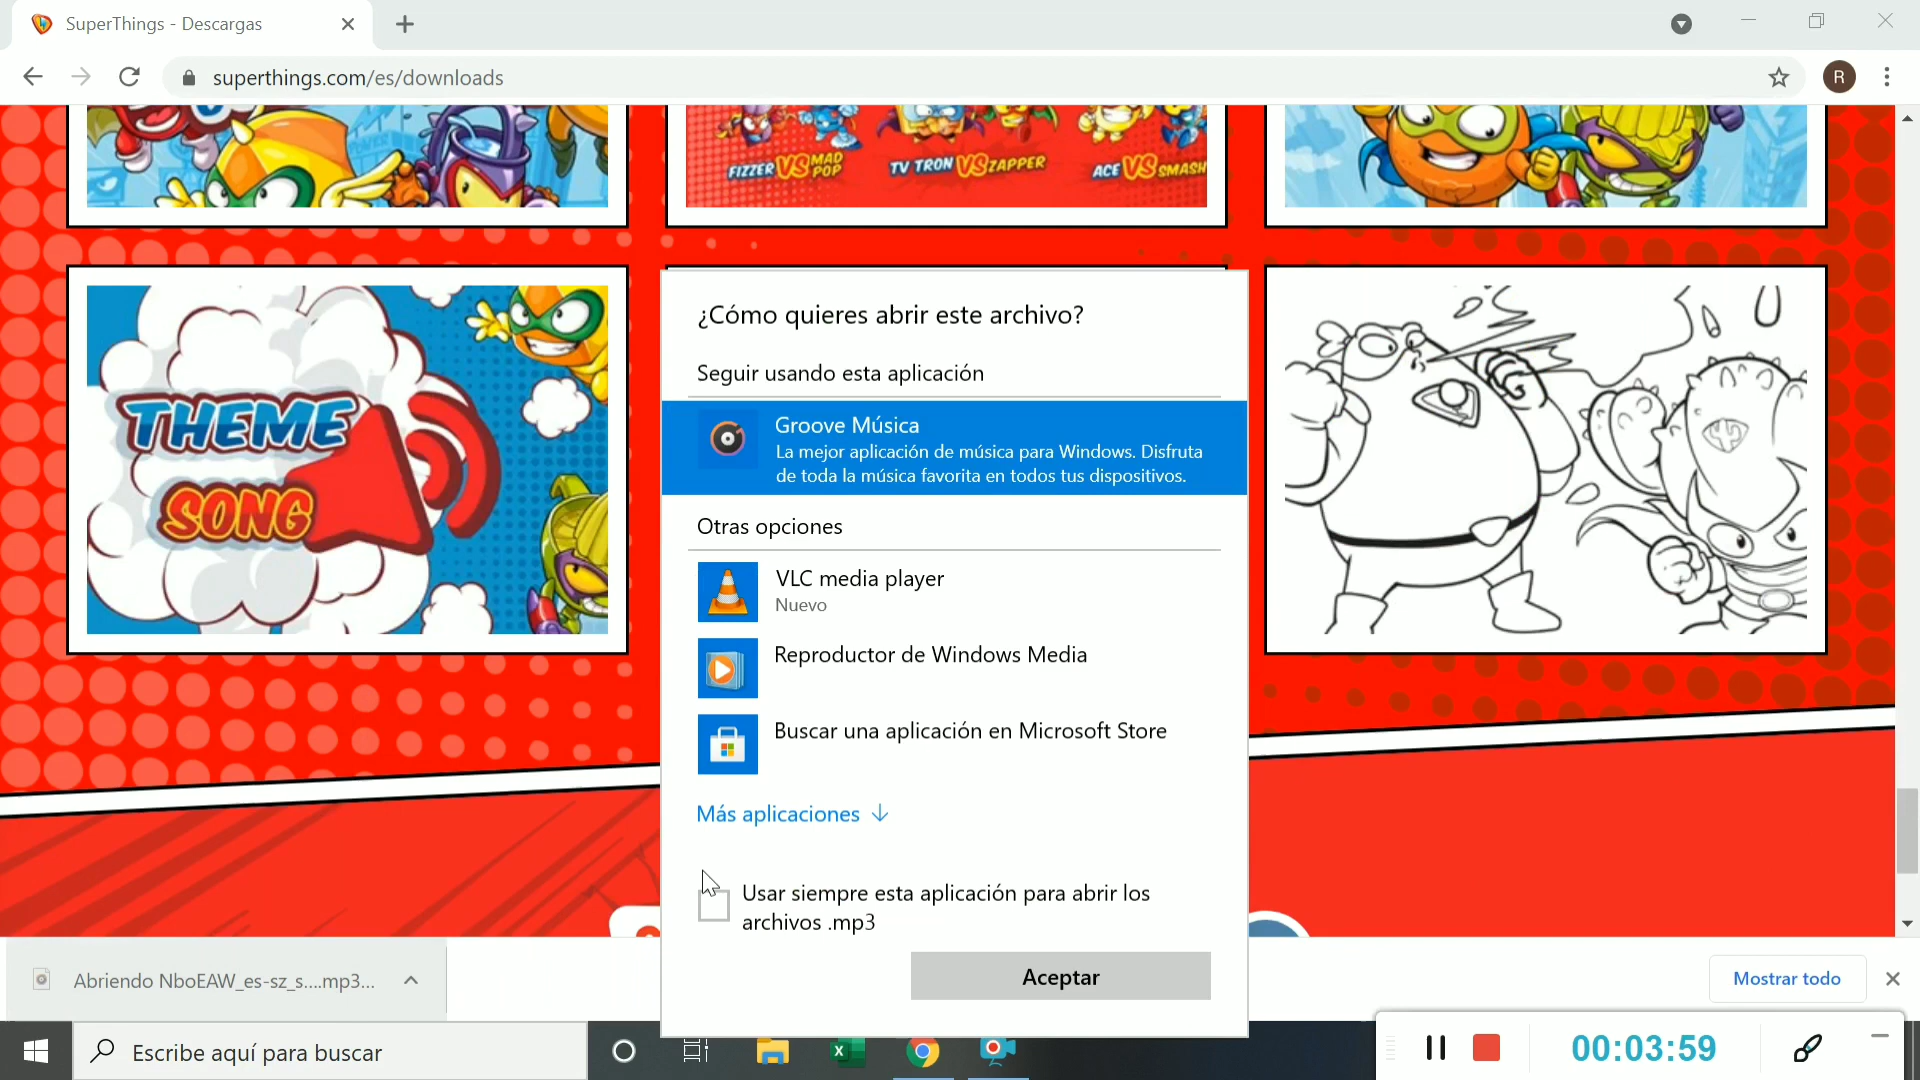 SuperThings - Descargas
superthings.com/es/downloads
R
FIZZER VS MAD POP
TV TRON VS ZAPPER
ACE VS SMASH
THEME
SONG
¿Cómo quieres abrir este archivo?
Seguir usando esta aplicación
Groove Música
La mejor aplicación de música para Windows. Disfruta
de toda la música favorita en todos tus dispositivos.
Otras opciones
VLC media player
Nuevo
Reproductor de Windows Media
Buscar una aplicación en Microsoft Store
Más aplicaciones
Usar siempre esta aplicación para abrir los
archivos .mp3
Aceptar
Abriendo NboEAW_es-sz_s....mp3...
Mostrar todo
Escribe aquí para buscar
00:03:59